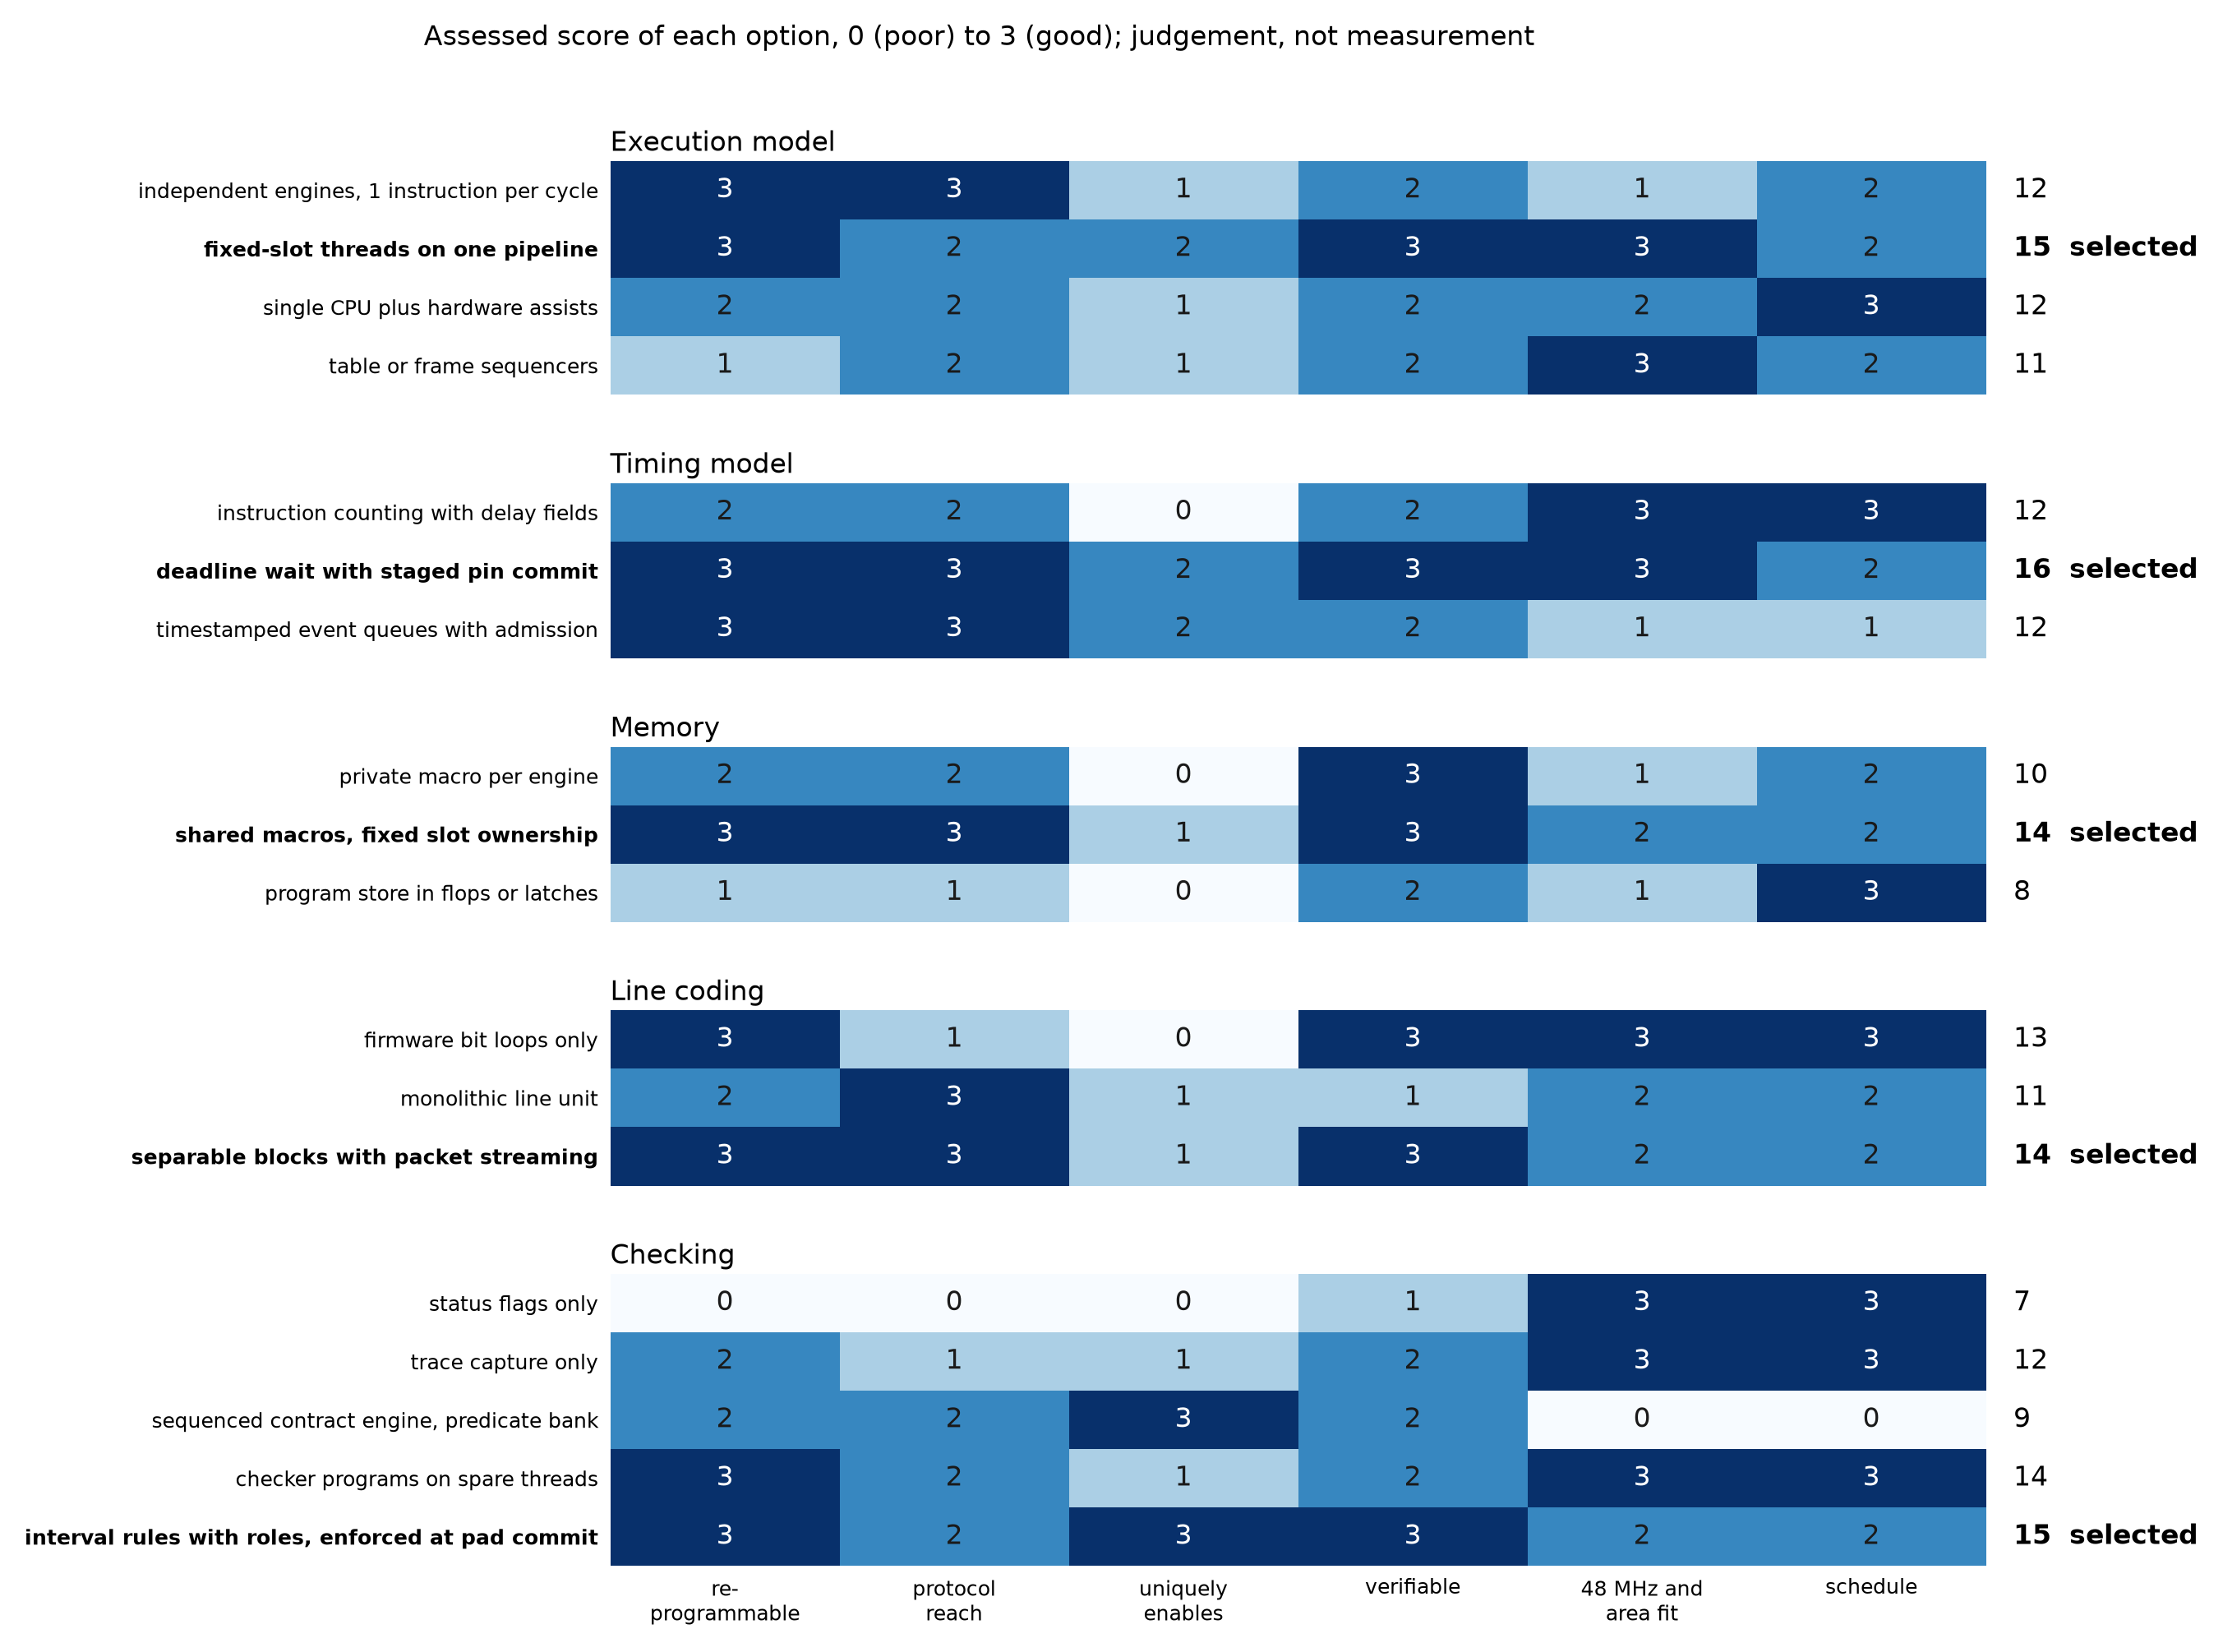 Assessed score of each option, 0 (poor) to 3 (good); judgement, not measurement
Execution model
independent engines, 1 instruction per cycle 3 3 1 2 1 2 12
fixed-slot threads on one pipeline 3 2 2 3 3 2 15 selected
single CPU plus hardware assists 2 2 1 2 2 3 12
table or frame sequencers 1 2 1 2 3 2 11
Timing model
instruction counting with delay fields 2 2 0 2 3 3 12
deadline wait with staged pin commit 3 3 2 3 3 2 16 selected
timestamped event queues with admission 3 3 2 2 1 1 12
Memory
private macro per engine 2 2 0 3 1 2 10
shared macros, fixed slot ownership 3 3 1 3 2 2 14 selected
program store in flops or latches 1 1 0 2 1 3 8
Line coding
firmware bit loops only 3 1 0 3 3 3 13
monolithic line unit 2 3 1 1 2 2 11
separable blocks with packet streaming 3 3 1 3 2 2 14 selected
Checking
status flags only 0 0 0 1 3 3 7
trace capture only 2 1 1 2 3 3 12
sequenced contract engine, predicate bank 2 2 3 2 0 0 9
checker programs on spare threads 3 2 1 2 3 3 14
interval rules with roles, enforced at pad commit 3 2 3 3 2 2 15 selected
re- protocol uniquely verifiable 48 MHz and schedule
programmable reach enables area fit